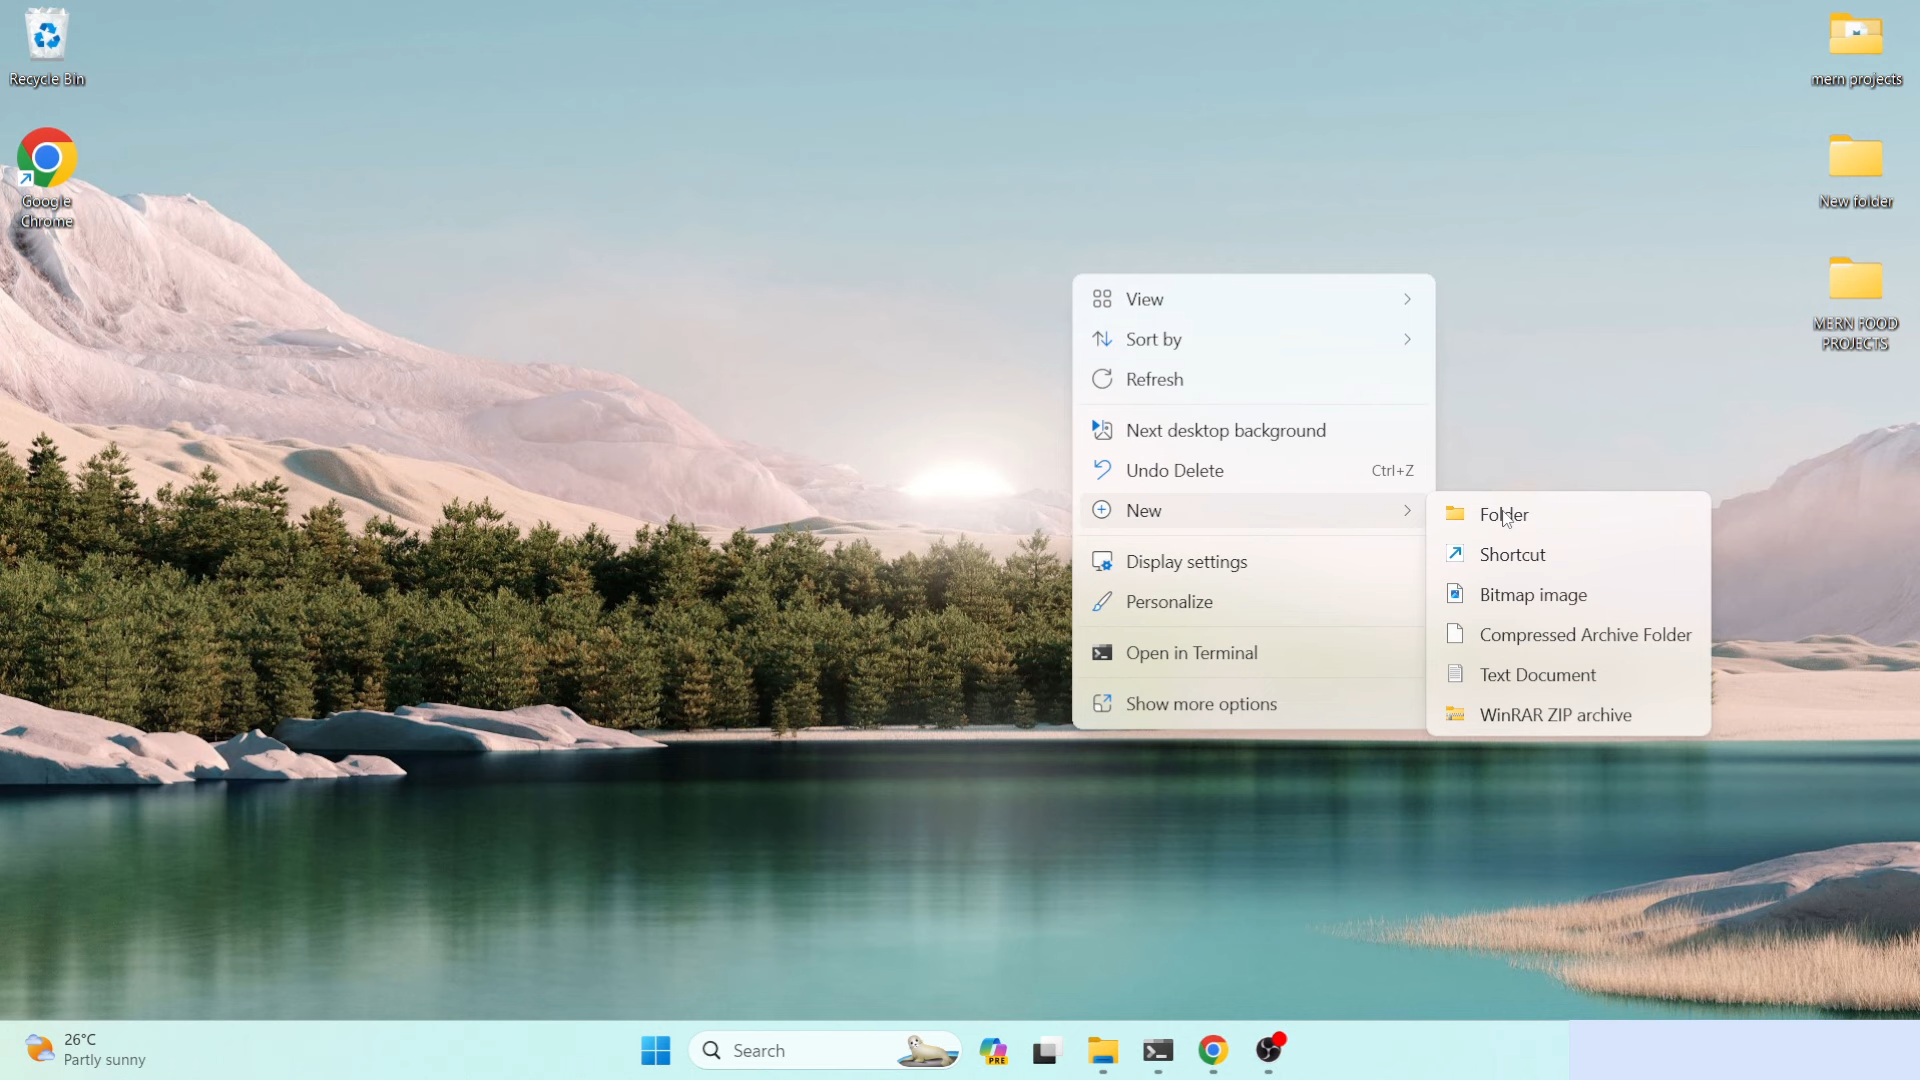 Recycle Bin
Google
Chrome
mern projects
New folder
MERN FOOD
PROJECTS
View
Sort by
Refresh
Next desktop background
Undo Delete Ctrl+Z
New
Display settings
Personalize
Open in Terminal
Show more options
Folder
Shortcut
Bitmap image
Compressed Archive Folder
Text Document
WinRAR ZIP archive
26°C
Partly sunny
Search
PRE